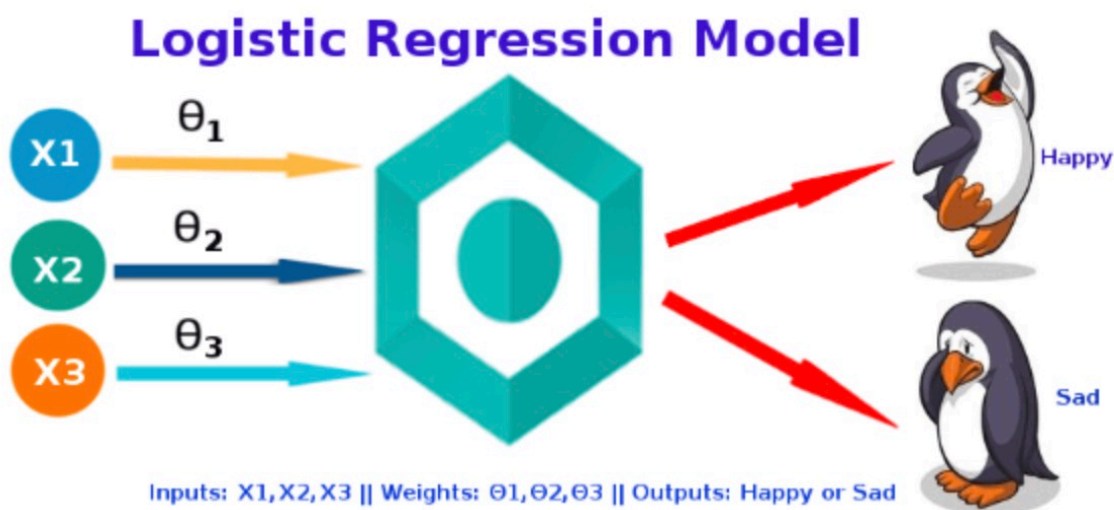 Logistic Regression Model
X1
θ1
X2
θ2
X3
θ3
Happy
Sad
Inputs: X1,X2,X3 || Weights: Θ1,Θ2,Θ3 || Outputs: Happy or Sad